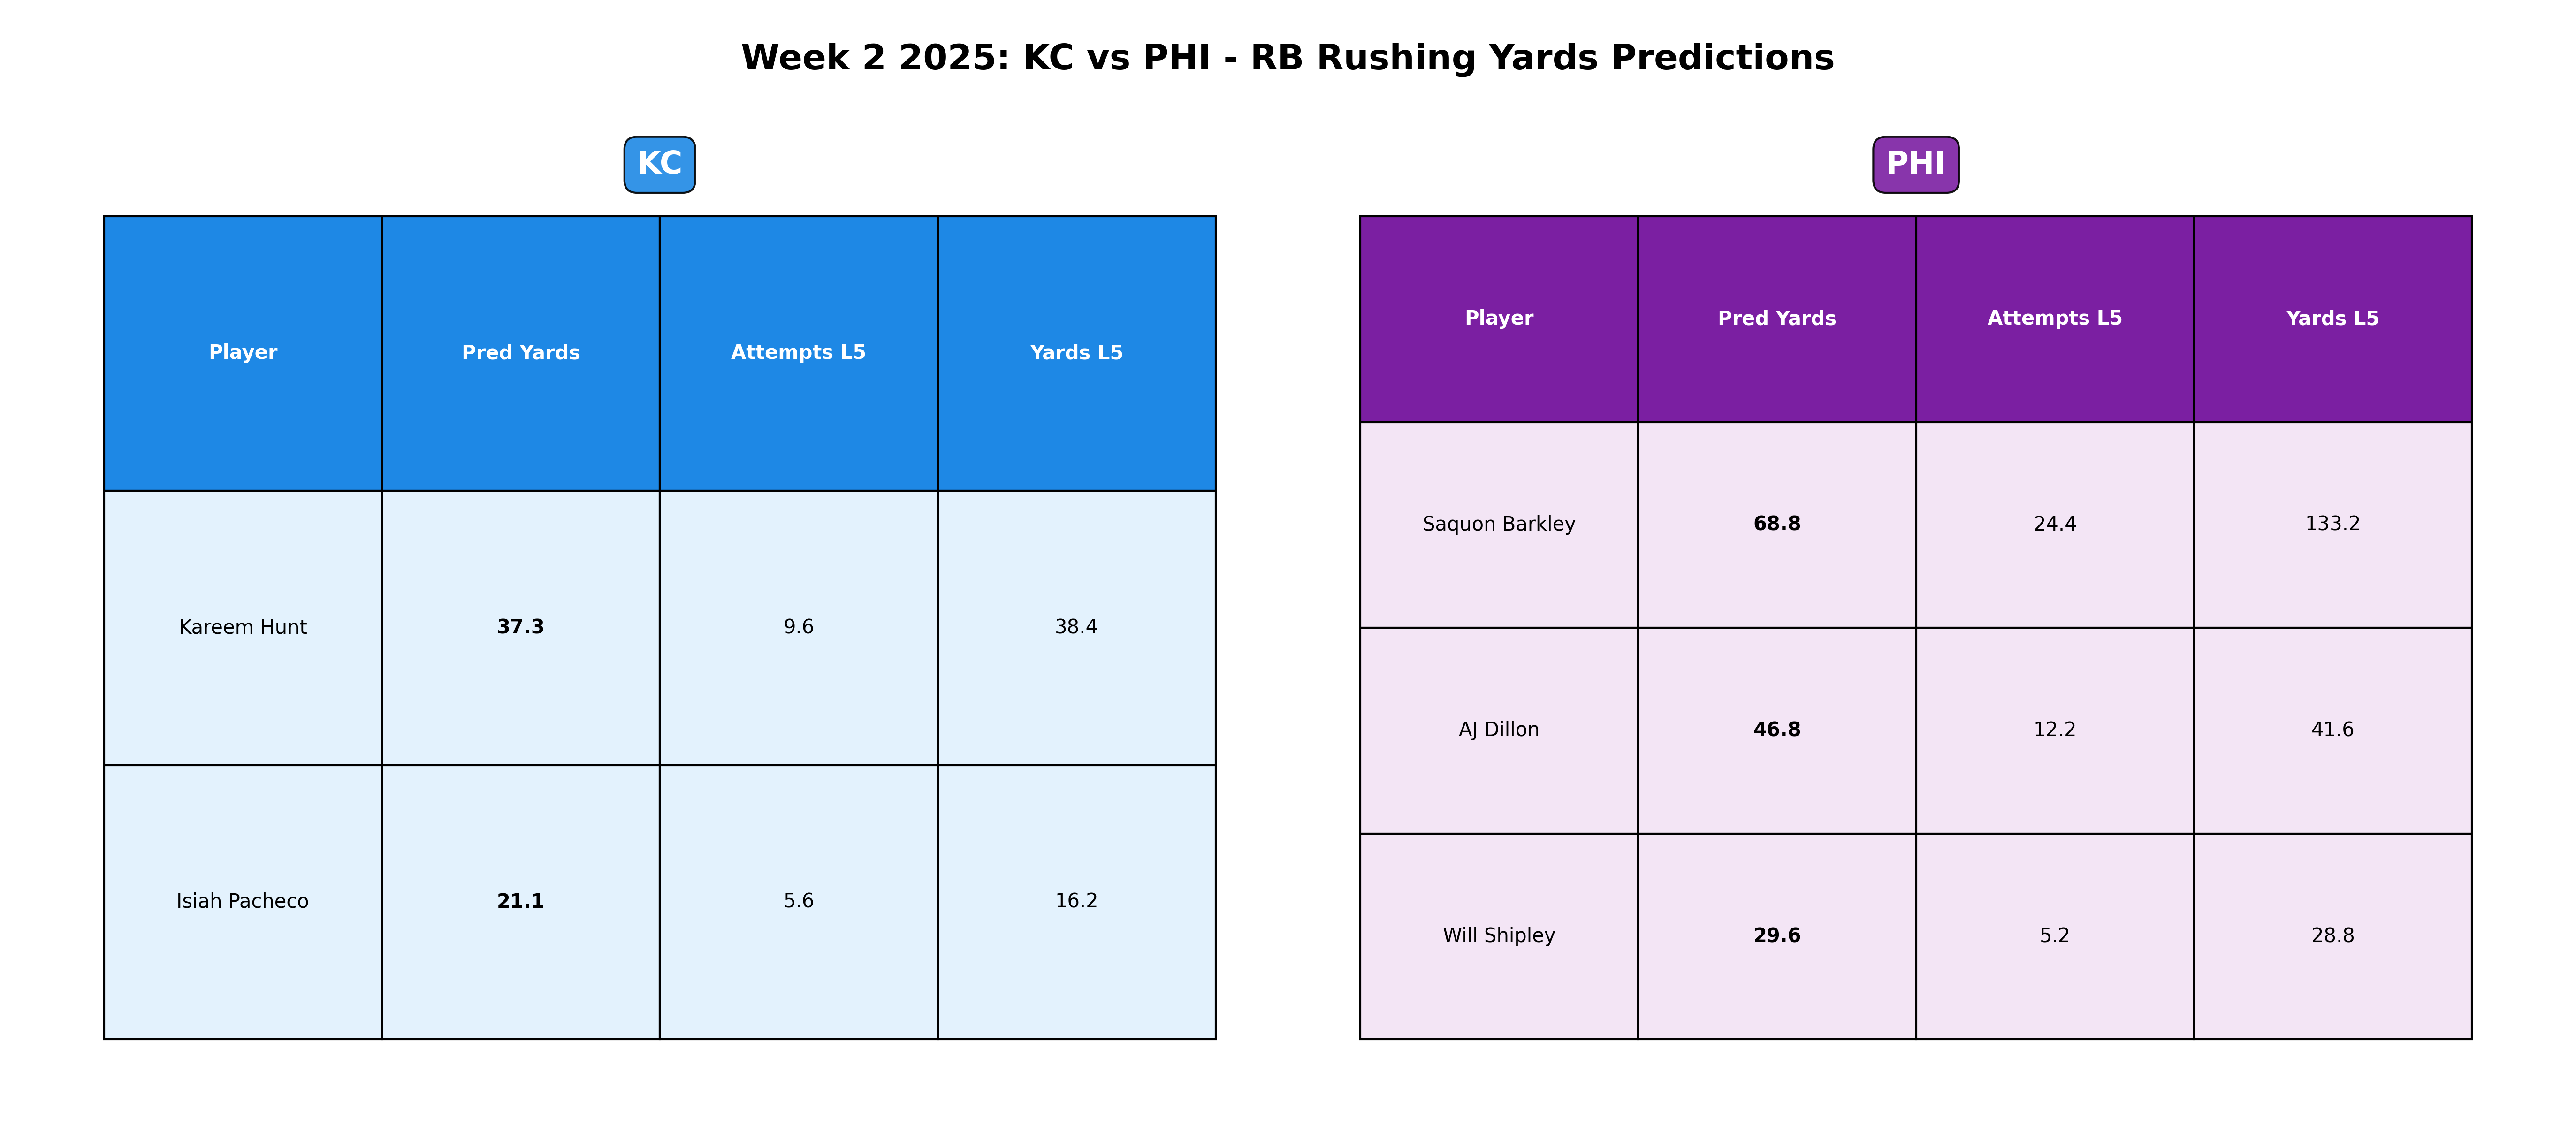 Week 2 2025: KC vs PHI - RB Rushing Yards Predictions
KC
Player Pred Yards Attempts L5 Yards L5
Kareem Hunt 37.3 9.6 38.4
Isiah Pacheco 21.1 5.6 16.2
PHI
Player Pred Yards Attempts L5 Yards L5
Saquon Barkley 68.8 24.4 133.2
AJ Dillon 46.8 12.2 41.6
Will Shipley 29.6 5.2 28.8